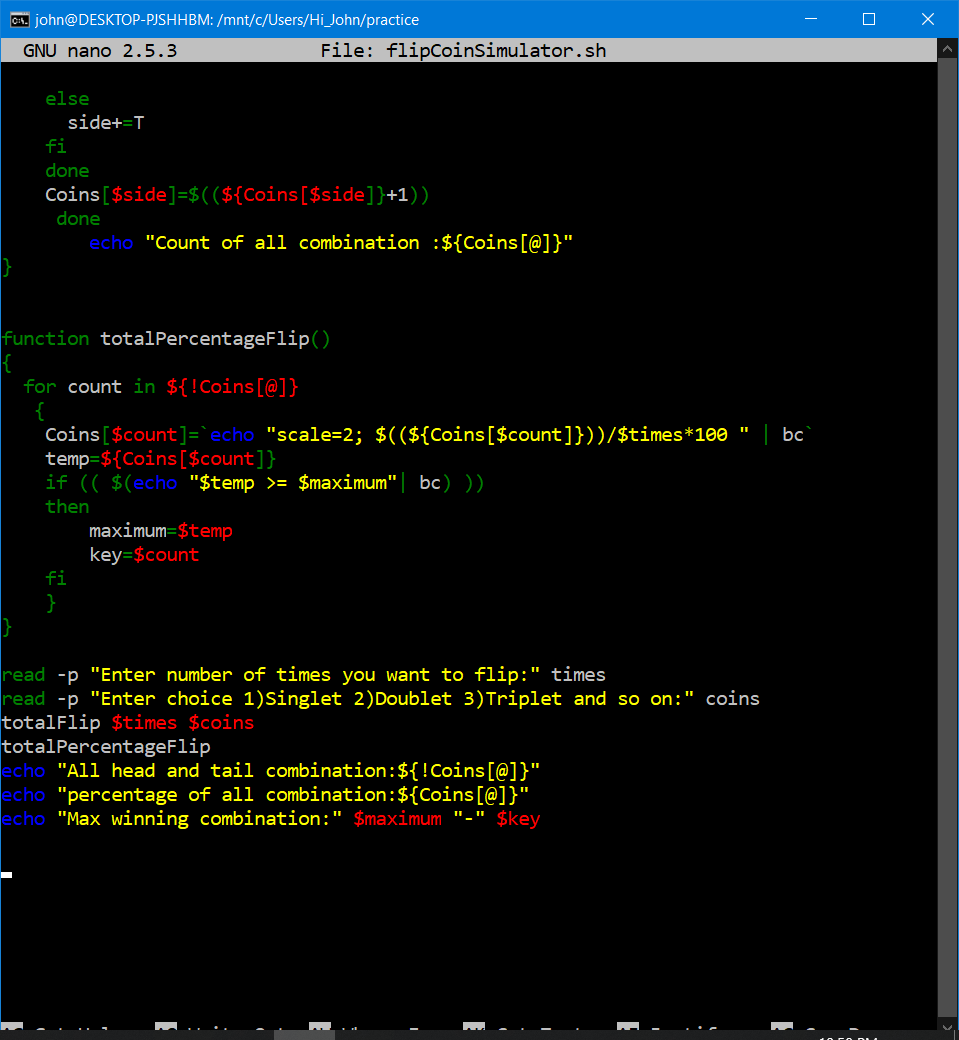 john@DESKTOP-PJSHHBM: /mnt/c/Users/Hi_John/practice
GNU nano 2.5.3 File: flipCoinSimulator.sh
else
side+=T
fi
done
Coins[$side]=$((${Coins[$side]}+1))
done
echo "Count of all combination :${Coins[@]}"
}
function totalPercentageFlip()
{
for count in ${!Coins[@]}
{
Coins[$count]=`echo "scale=2; $((${Coins[$count]}))/$times*100 " | bc`
temp=${Coins[$count]}
if (( $(echo "$temp >= $maximum"| bc) ))
then
maximum=$temp
key=$count
fi
}
}
read -p "Enter number of times you want to flip:" times
read -p "Enter choice 1)Singlet 2)Doublet 3)Triplet and so on:" coins
totalFlip $times $coins
totalPercentageFlip
echo "All head and tail combination:${!Coins[@]}"
echo "percentage of all combination:${Coins[@]}"
echo "Max winning combination:" $maximum "-" $key